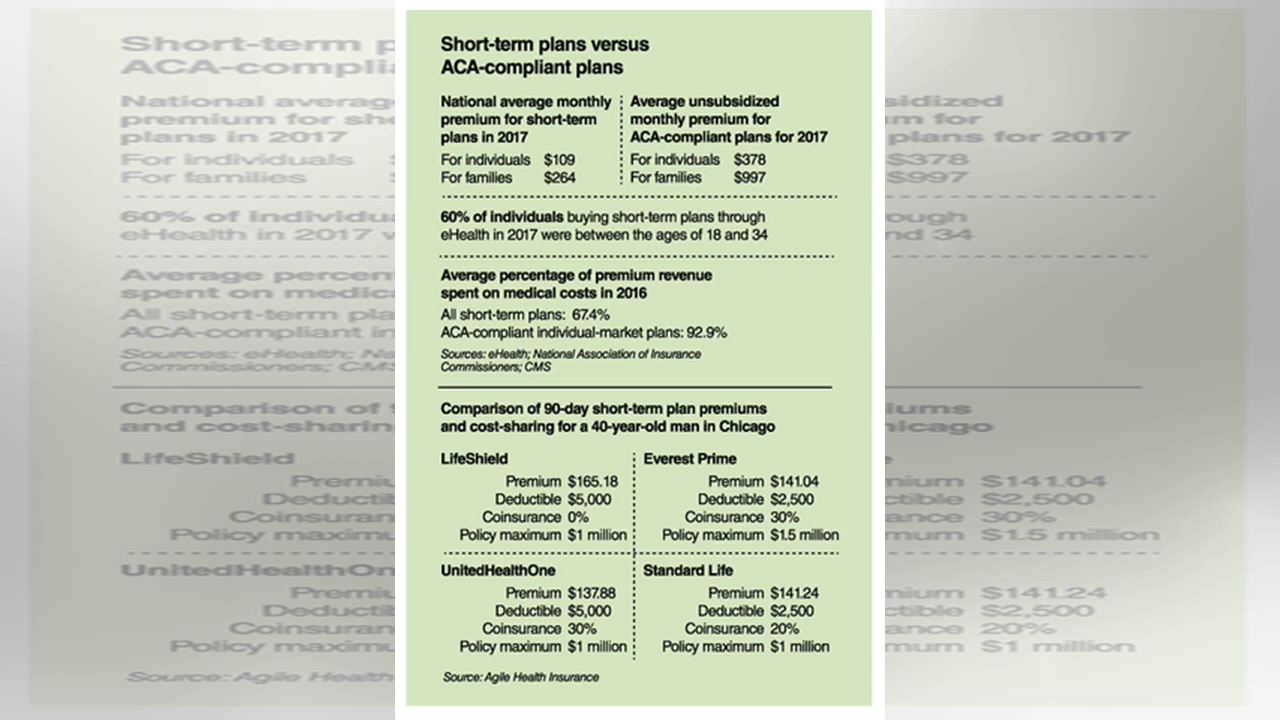 Short-term plans versus
ACA-compliant plans
National average monthly
premium for short-term
plans in 2017
For individuals $109
For families $264
Average unsubsidized
monthly premium for
ACA-compliant plans for 2017
For individuals $378
For families $997
60% of individuals buying short-term plans through
eHealth in 2017 were between the ages of 18 and 34
Average percentage of premium revenue
spent on medical costs in 2016
All short-term plans: 67.4%
ACA-compliant individual-market plans: 92.9%
Sources: eHealth; National Association of Insurance
Commissioners; CMS
Comparison of 90-day short-term plan premiums
and cost-sharing for a 40-year-old man in Chicago
LifeShield
Premium $165.18
Deductible $5,000
Coinsurance 0%
Policy maximum $1 million
Everest Prime
Premium $141.04
Deductible $2,500
Coinsurance 30%
Policy maximum $1.5 million
UnitedHealthOne
Premium $137.88
Deductible $5,000
Coinsurance 30%
Policy maximum $1 million
Standard Life
Premium $141.24
Deductible $2,500
Coinsurance 20%
Policy maximum $1 million
Source: Agile Health Insurance